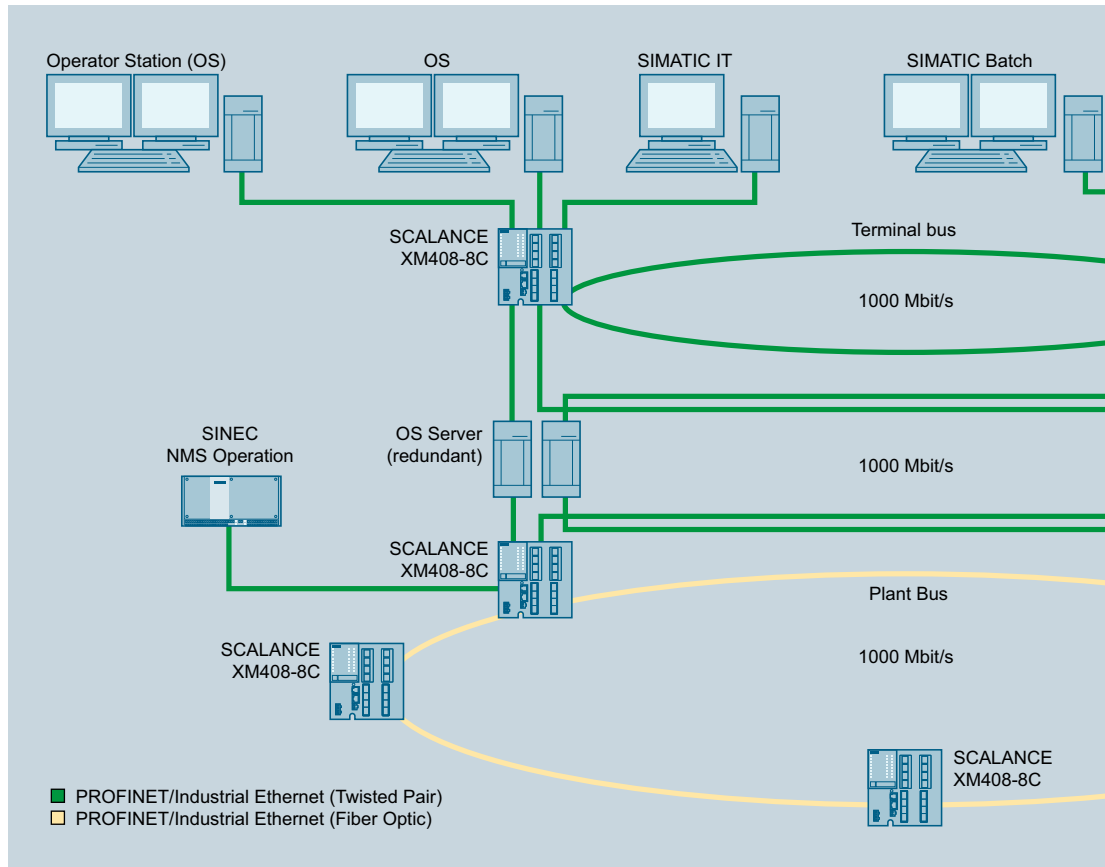 Operator Station (OS)
OS
SIMATIC IT
SIMATIC Batch
SCALANCE
XM408-8C
Terminal bus
1000 Mbit/s
SINEC
NMS Operation
OS Server
(redundant)
1000 Mbit/s
SCALANCE
XM408-8C
Plant Bus
SCALANCE
XM408-8C
1000 Mbit/s
SCALANCE
XM408-8C
PROFINET/Industrial Ethernet (Twisted Pair)
PROFINET/Industrial Ethernet (Fiber Optic)